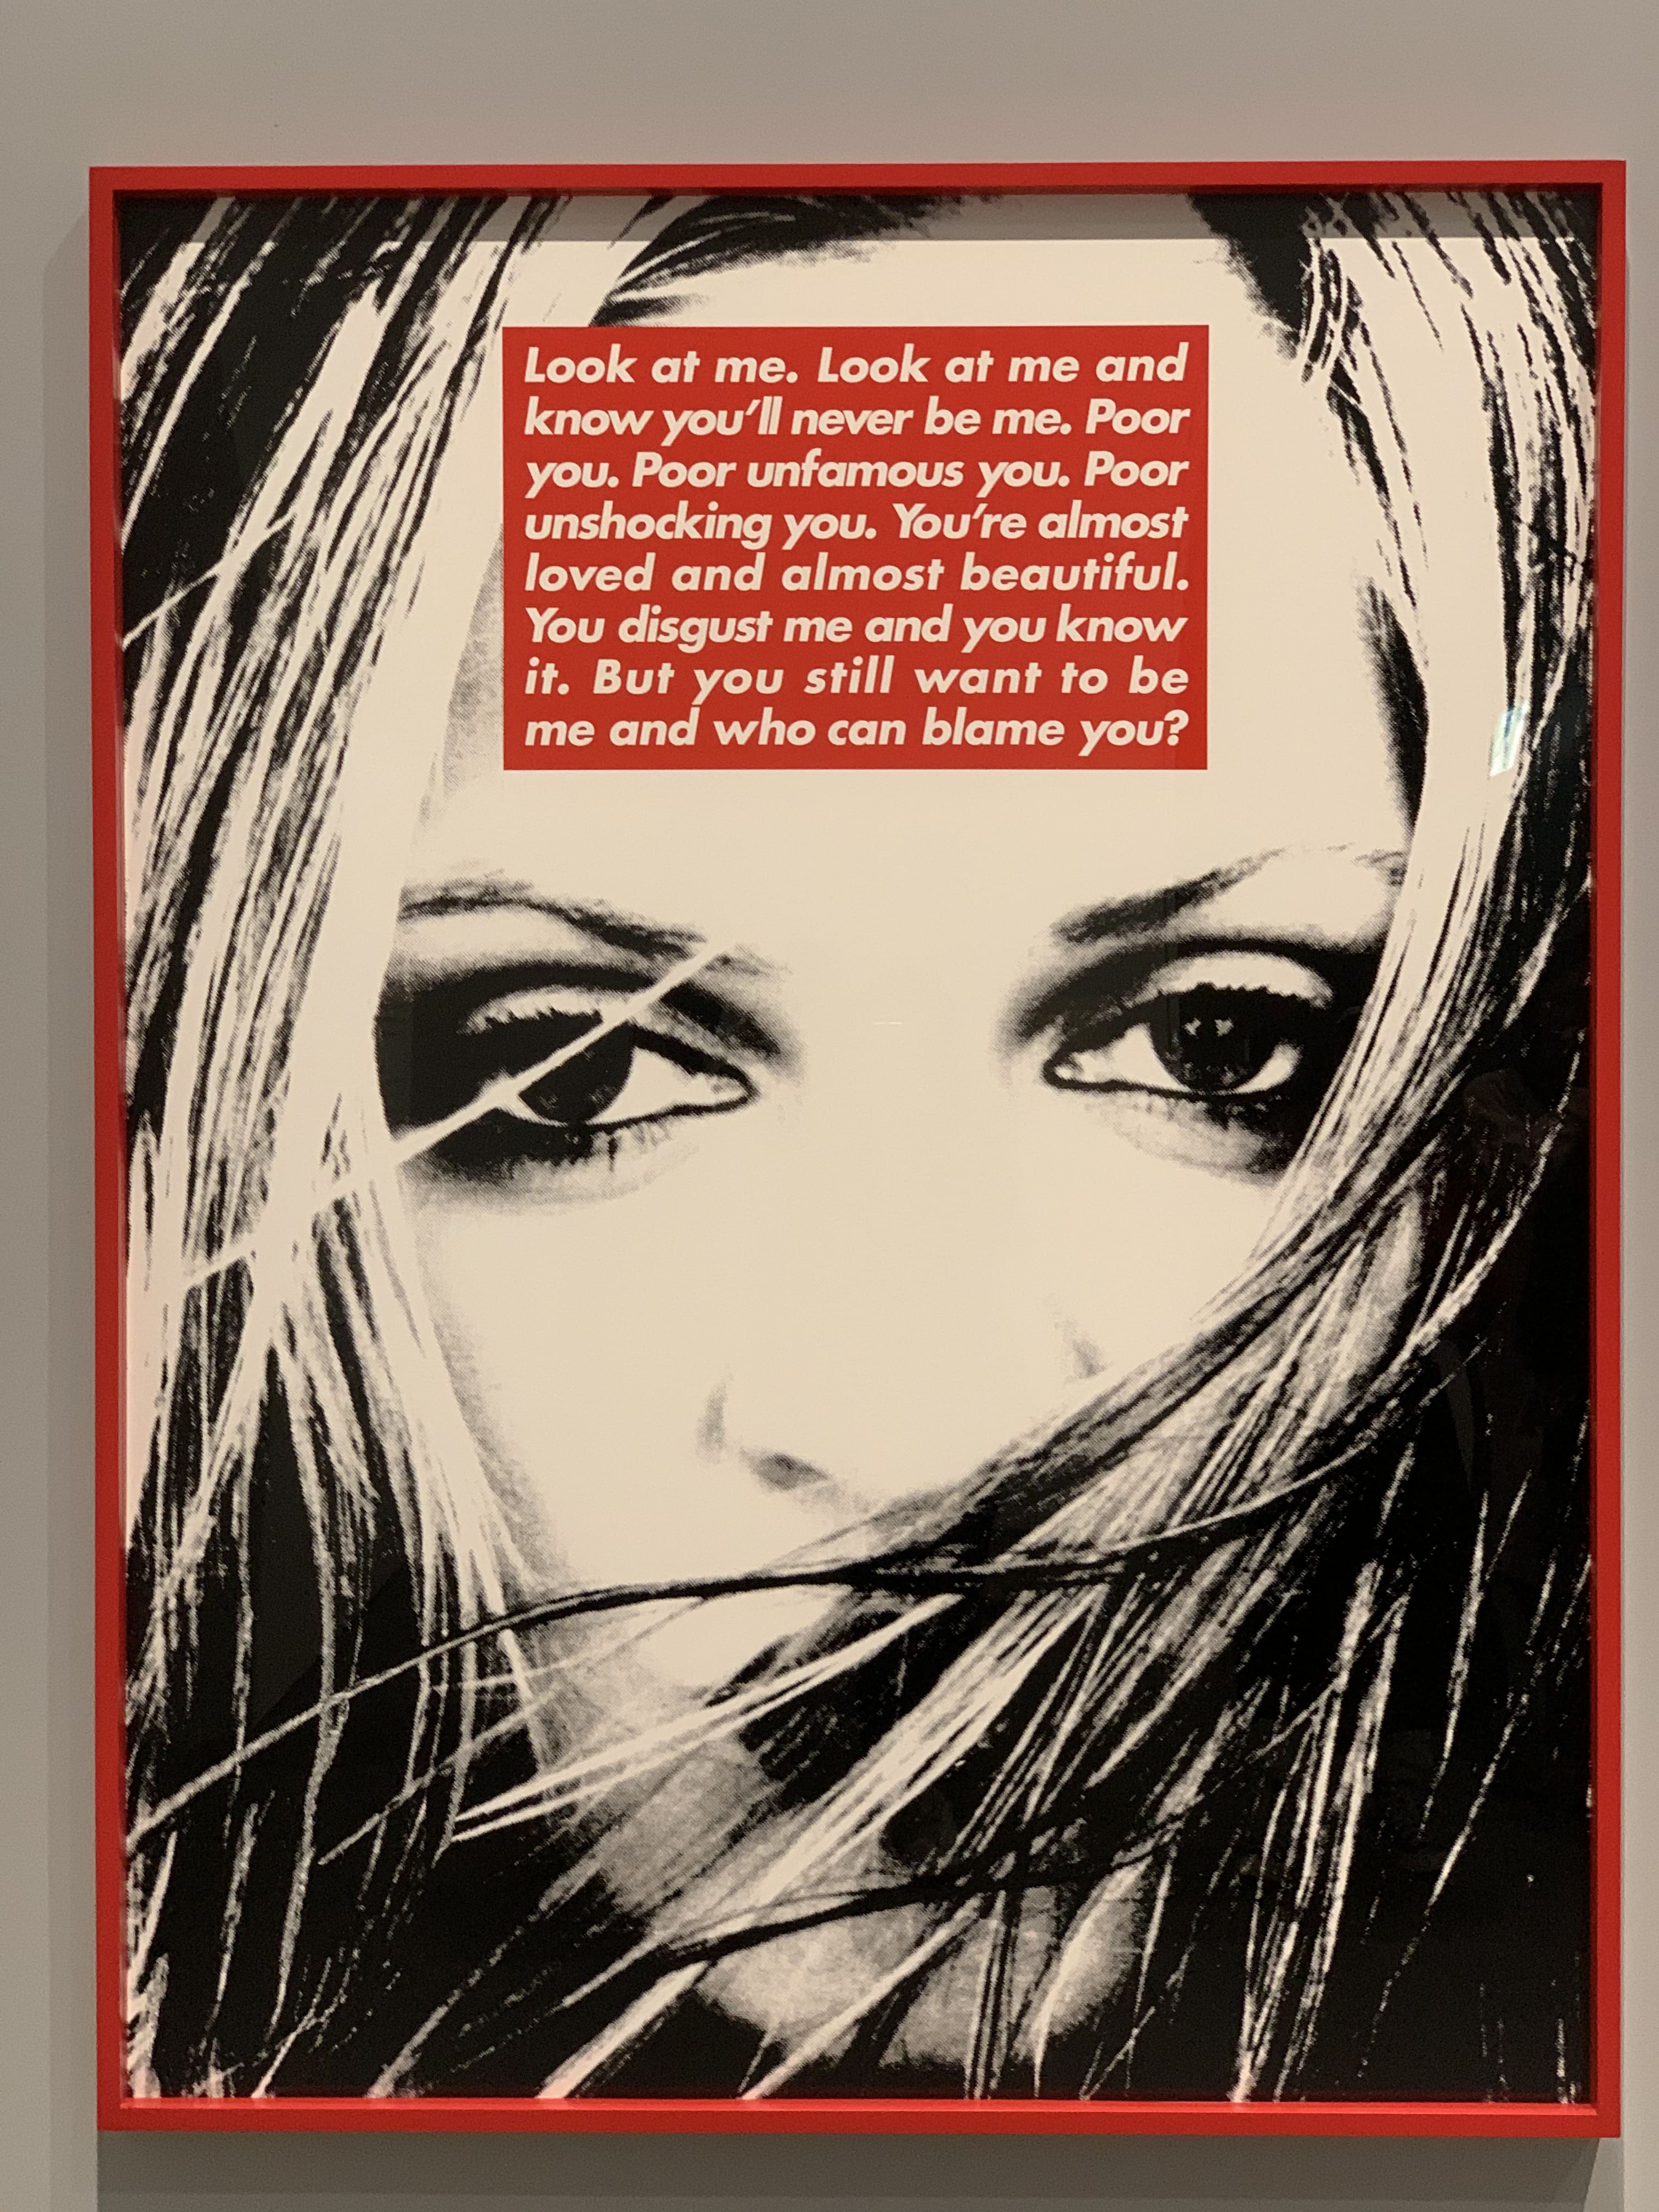 Look at me. Look at me and
know you'll never be me. Poor
you. Poor unfamous you. Poor
unshocking you. You're almost
loved and almost beautiful.
You disgust me and you know
it. But you still want to be
me and who can blame you?